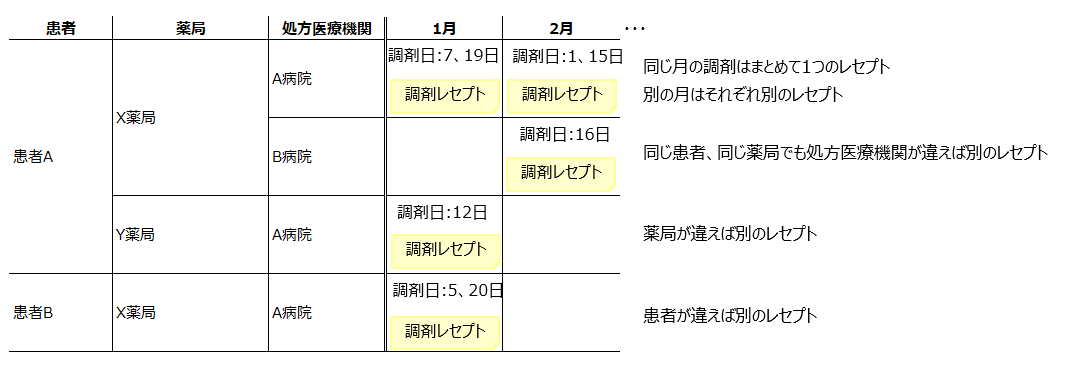 患者 薬局 処方医療機関 1月 2月 ・・・
調剤日:7、19日 調剤日:1、15日
同じ月の調剤はまとめて1つのレセプト
A病院
調剤レセプト 調剤レセプト
別の月はそれぞれ別のレセプト
X薬局
調剤日:16日
患者A
B病院
同じ患者、同じ薬局でも処方医療機関が違えば別のレセプト
調剤レセプト
調剤日:12日
Y薬局 A病院
薬局が違えば別のレセプト
調剤レセプト
調剤日:5、20日
患者B X薬局 A病院
患者が違えば別のレセプト
調剤レセプト